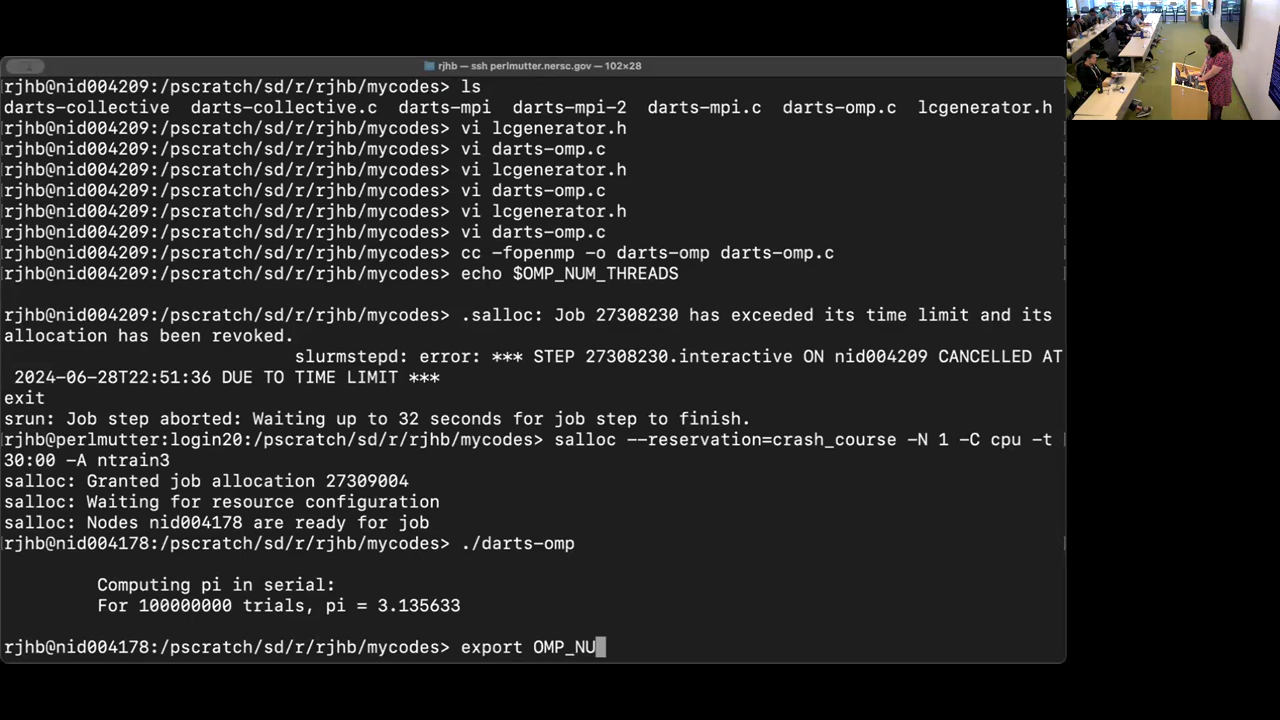 rjhb — ssh perlmutter.nersc.gov — 102×28
rjhb@nid004209:/pscratch/sd/r/rjhb/mycodes> ls
darts-collective darts-collective.c darts-mpi darts-mpi-2 darts-mpi.c darts-omp.c lcgenerator.h
rjhb@nid004209:/pscratch/sd/r/rjhb/mycodes> vi lcgenerator.h
rjhb@nid004209:/pscratch/sd/r/rjhb/mycodes> vi darts-omp.c
rjhb@nid004209:/pscratch/sd/r/rjhb/mycodes> vi lcgenerator.h
rjhb@nid004209:/pscratch/sd/r/rjhb/mycodes> vi darts-omp.c
rjhb@nid004209:/pscratch/sd/r/rjhb/mycodes> vi lcgenerator.h
rjhb@nid004209:/pscratch/sd/r/rjhb/mycodes> vi darts-omp.c
rjhb@nid004209:/pscratch/sd/r/rjhb/mycodes> cc -fopenmp -o darts-omp darts-omp.c
rjhb@nid004209:/pscratch/sd/r/rjhb/mycodes> echo $OMP_NUM_THREADS
rjhb@nid004209:/pscratch/sd/r/rjhb/mycodes> .salloc: Job 27308230 has exceeded its time limit and its
allocation has been revoked.
slurmstepd: error: *** STEP 27308230.interactive ON nid004209 CANCELLED AT
2024-06-28T22:51:36 DUE TO TIME LIMIT ***
exit
srun: Job step aborted: Waiting up to 32 seconds for job step to finish.
rjhb@perlmutter:login20:/pscratch/sd/r/rjhb/mycodes> salloc --reservation=crash_course -N 1 -C cpu -t
30:00 -A ntrain3
salloc: Granted job allocation 27309004
salloc: Waiting for resource configuration
salloc: Nodes nid004178 are ready for job
rjhb@nid004178:/pscratch/sd/r/rjhb/mycodes> ./darts-omp
Computing pi in serial:
For 100000000 trials, pi = 3.135633
rjhb@nid004178:/pscratch/sd/r/rjhb/mycodes> export OMP_NU